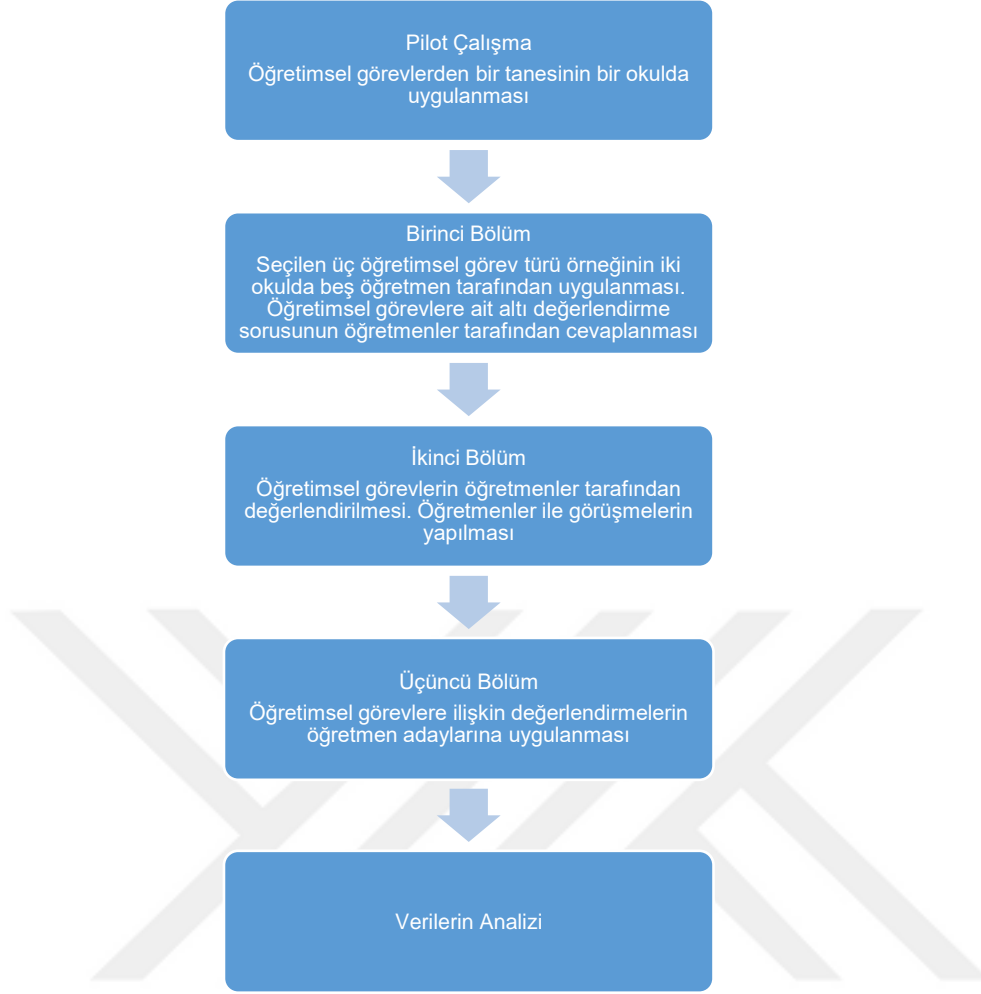 Pilot Çalışma
Öğretimsel görevlerden bir tanesinin bir okulda
uygulanması
Birinci Bölüm
Seçilen üç öğretimsel görev türü örneğinin iki
okulda beş öğretmen tarafından uygulanması.
Öğretimsel görevlere ait altı değerlendirme
sorusunun öğretmenler tarafından cevaplanması
İkinci Bölüm
Öğretimsel görevlerin öğretmenler tarafından
değerlendirilmesi. Öğretmenler ile görüşmelerin
yapılması
Üçüncü Bölüm
Öğretimsel görevlere ilişkin değerlendirmelerin
öğretmen adaylarına uygulanması
Verilerin Analizi